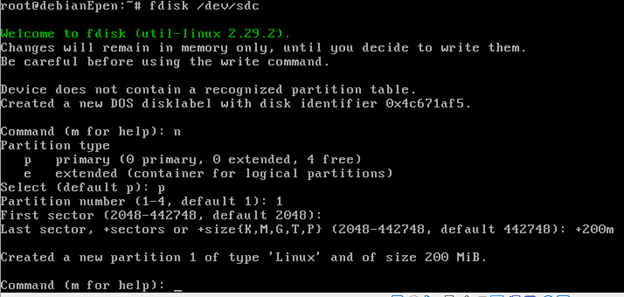 root@debianEpen:~# fdisk /dev/sdc
Welcome to fdisk (util-linux 2.29.2).
Changes will remain in memory only, until you decide to write them.
Be careful before using the write command.
Device does not contain a recognized partition table.
Created a new DOS disklabel with disk identifier 0x4c671af5.
Command (m for help): n
Partition type
   p   primary (0 primary, 0 extended, 4 free)
   e   extended (container for logical partitions)
Select (default p): p
Partition number (1-4, default 1): 1
First sector (2048-442748, default 2048):
Last sector, +sectors or +size{K,M,G,T,P} (2048-442748, default 442748): +200m
Created a new partition 1 of type 'Linux' and of size 200 MiB.
Command (m for help): _